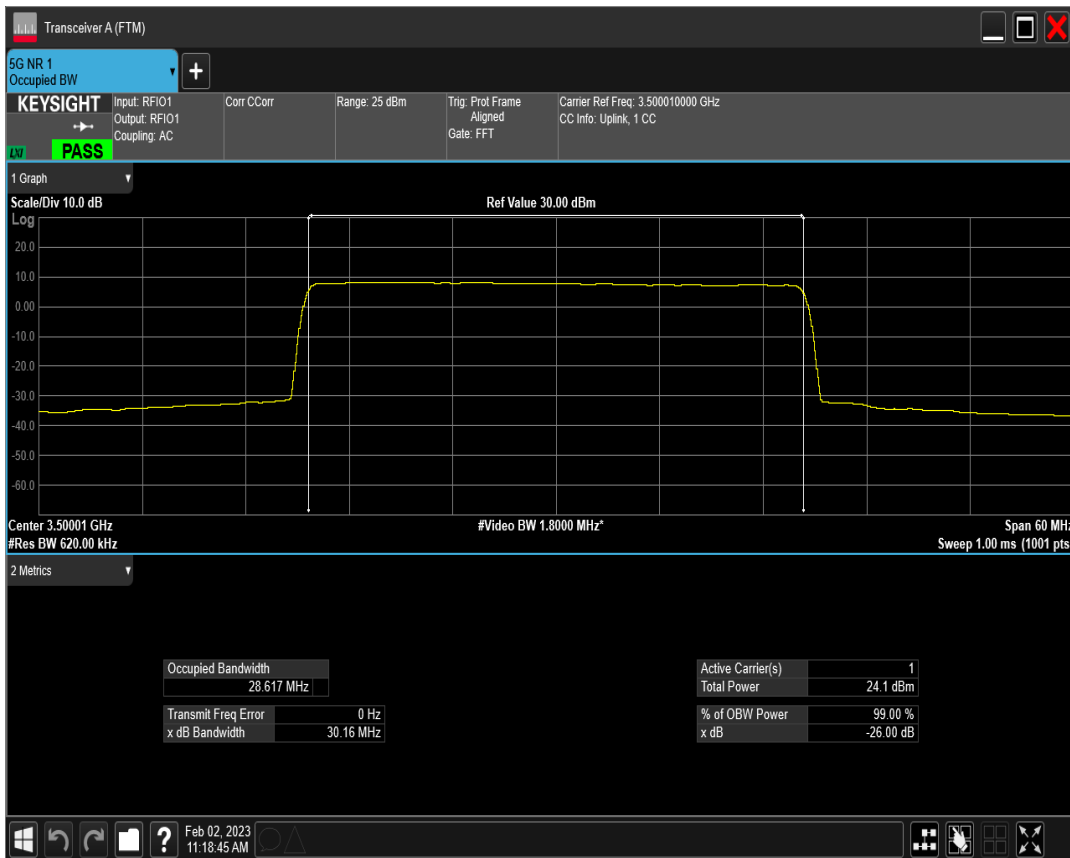 Transceiver A (FTM)
5G NR 1
Occupied BW
+
KEYSIGHT
LXI
PASS
Input: RFIO1
Output: RFIO1
Coupling: AC
Corr CCorr
Range: 25 dBm
Trig: Prot Frame
Aligned
Gate: FFT
Carrier Ref Freq: 3.500010000 GHz
CC Info: Uplink, 1 CC
1 Graph
Scale/Div 10.0 dB
Ref Value 30.00 dBm
Log
20.0
10.0
0.00
-10.0
-20.0
-30.0
-40.0
-50.0
-60.0
Center 3.50001 GHz
#Video BW 1.8000 MHz*
Span 60 MHz
#Res BW 620.00 kHz
Sweep 1.00 ms (1001 pts
2 Metrics
Occupied Bandwidth
28.617 MHz
Transmit Freq Error 0 Hz
x dB Bandwidth 30.16 MHz
Active Carrier(s) 1
Total Power 24.1 dBm
% of OBW Power 99.00 %
x dB -26.00 dB
?
Feb 02, 2023
11:18:45 AM